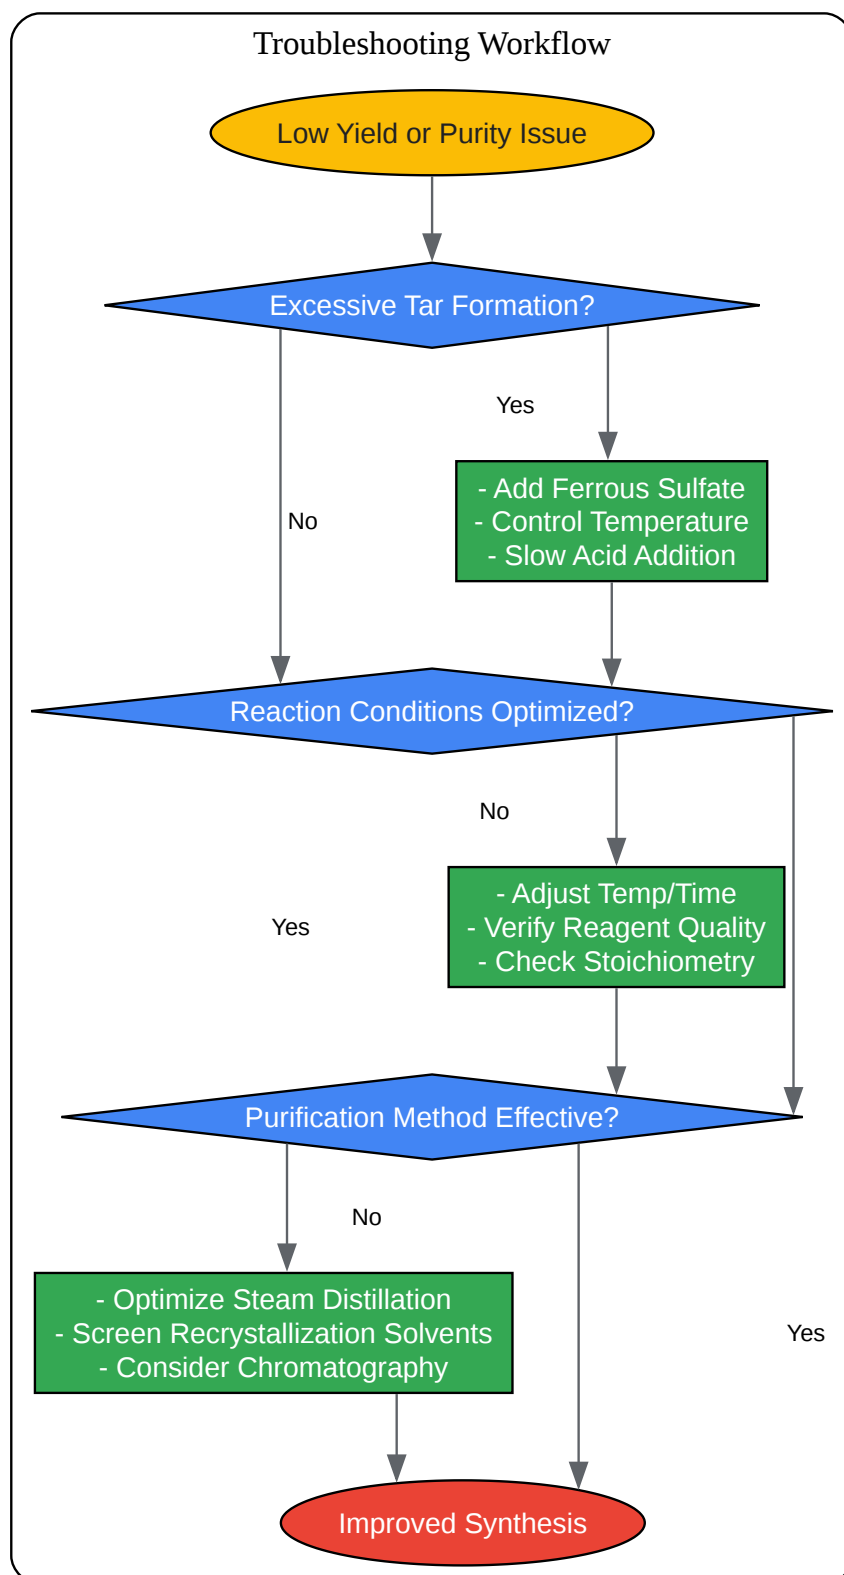 Troubleshooting Workflow
Low Yield or Purity Issue
Excessive Tar Formation?
Yes
- Add Ferrous Sulfate
- Control Temperature
- Slow Acid Addition
No
Reaction Conditions Optimized?
No
- Adjust Temp/Time
- Verify Reagent Quality
- Check Stoichiometry
Yes
Purification Method Effective?
No
- Optimize Steam Distillation
- Screen Recrystallization Solvents
- Consider Chromatography
Yes
Improved Synthesis